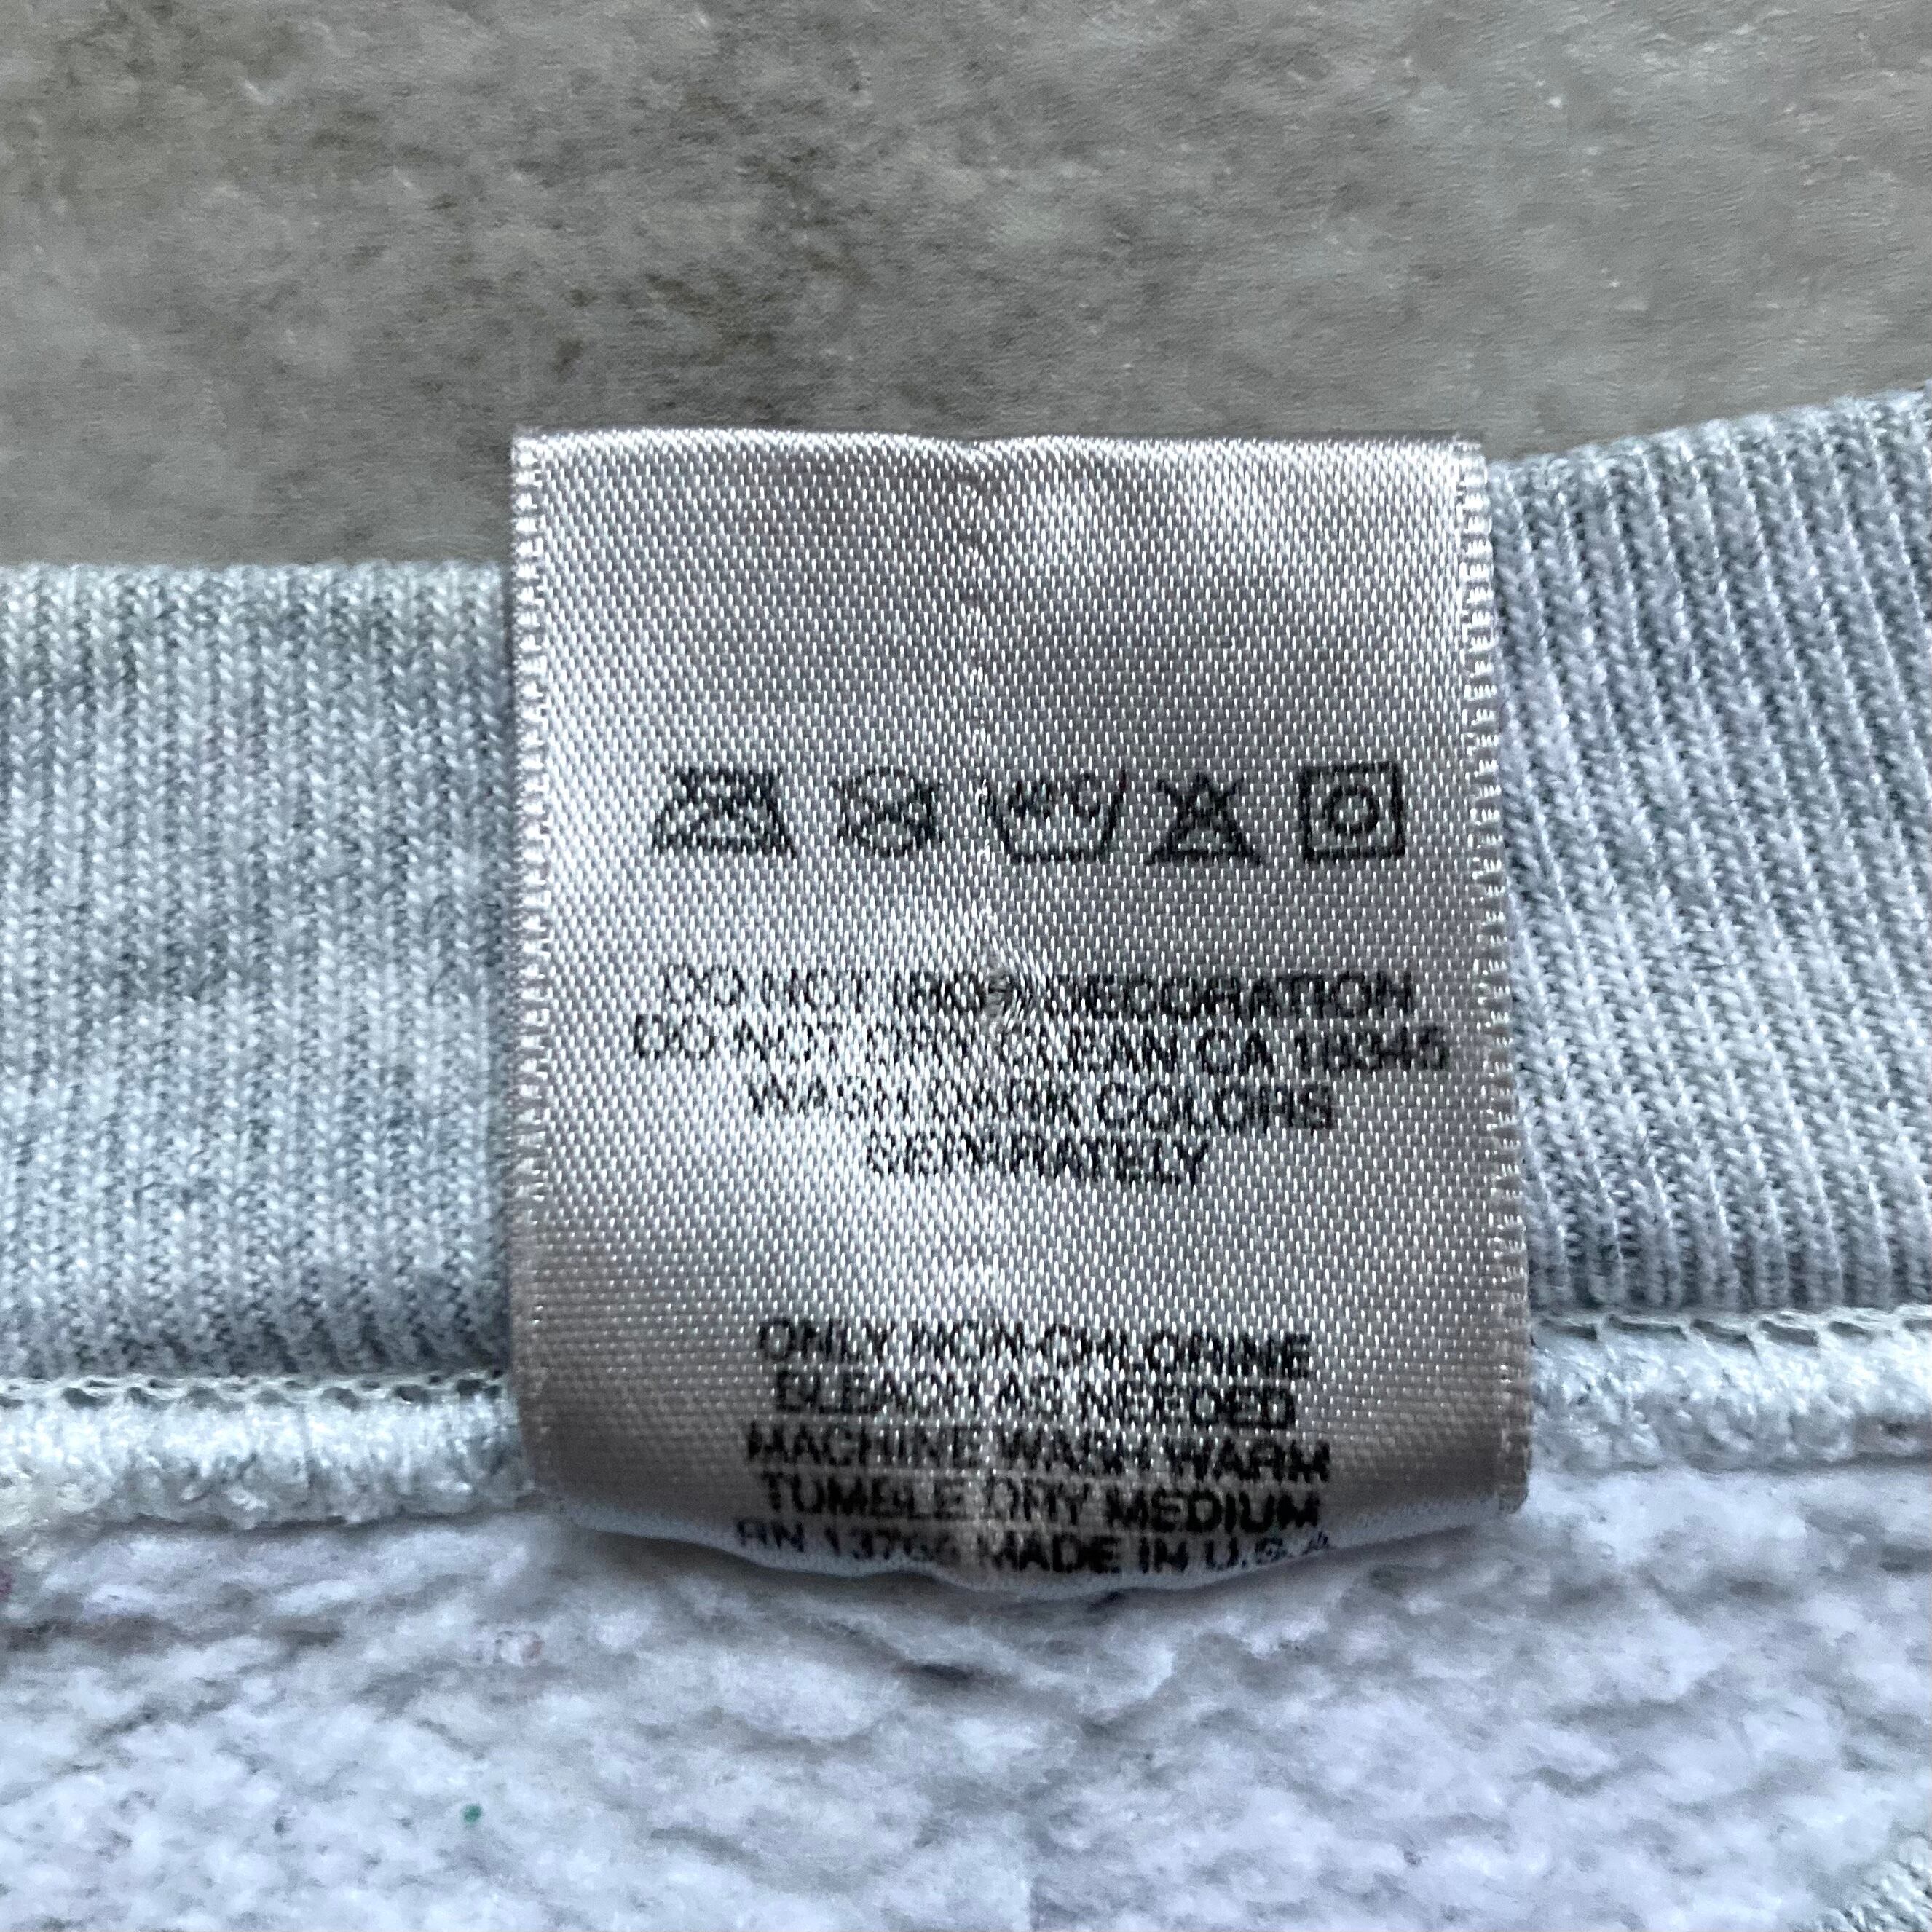 DO NOT IRON DECORATION
DO NOT DRY CLEAN CA
WASH DARK COLORS
SEPARATELY
ONLY NON-CHLORINE
BLEACH AS NEEDED
MACHINE WASH WARM
TUMBLE DRY MEDIUM
RN MADE IN U.S.A.